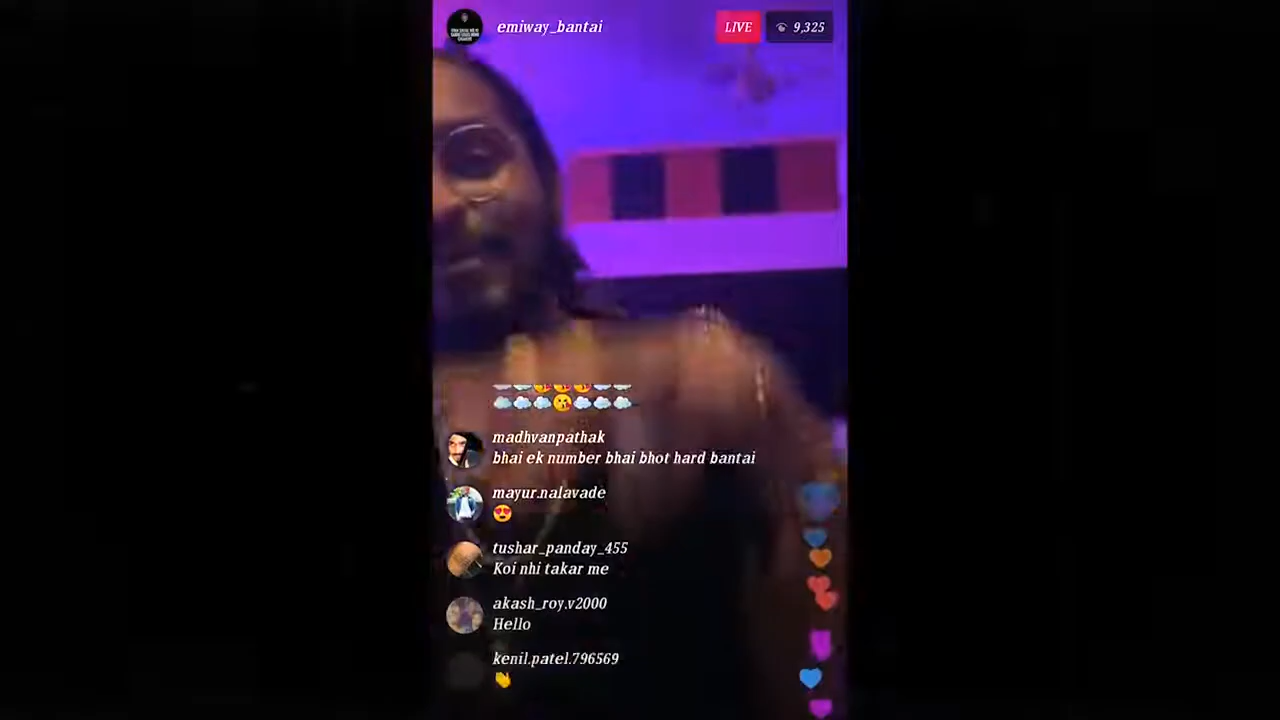 emiway_bantai
LIVE
9,325
madhvanpathak
bhai ek number bhai bhot hard bantai
mayur.nalavade
😍
tushar_panday_455
Koi nhi takar me
akash_roy.v2000
Hello
kenil.patel.796569
👏